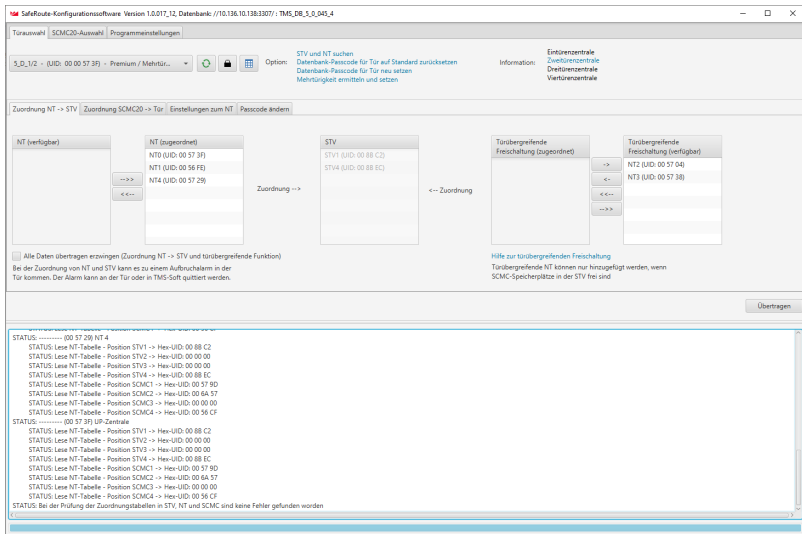 SafeRoute-Konfigurationssoftware Version 1.0.017_12, Datenbank: //10.136.10.138:3307/ : TMS_DB_5_0_045_4
Türauswahl SCMC20-Auswahl Programmeinstellungen
5_D_1/2 - (UID: 00 00 57 3F) - Premium / Mehrtür...
Option:
STV und NT suchen
Datenbank-Passcode für Tür auf Standard zurücksetzen
Datenbank-Passcode für Tür neu setzen
Mehrtürigkeit ermitteln und setzen
Information:
Eintürenzentrale
Zweitürenzentrale
Dreitürenzentrale
Viertürenzentrale
Zuordnung NT -> STV Zuordnung SCMC20 -> Tür Einstellungen zum NT Passcode ändern
NT (verfügbar)
-->>
<<--
NT (zugeordnet)
NT0 (UID: 00 57 3F)
NT1 (UID: 00 56 FE)
NT4 (UID: 00 57 29)
Zuordnung -->
STV
STV1 (UID: 00 8B C2)
STV4 (UID: 00 8B EC)
<-- Zuordnung
Türübergreifende
Freischaltung (zugeordnet)
->
<-
<<--
-->>
Türübergreifende
Freischaltung (verfügbar)
NT2 (UID: 00 57 04)
NT3 (UID: 00 57 38)
Alle Daten übertragen erzwingen (Zuordnung NT -> STV und türübergreifende Funktion)
Bei der Zuordnung von NT und STV kann es zu einem Aufbruchalarm in der
Tür kommen. Der Alarm kann an der Tür oder in TMS-Soft quittiert werden.
Hilfe zur türübergreifenden Freischaltung
Türübergreifende NT können nur hinzugefügt werden, wenn
SCMC-Speicherplätze in der STV frei sind
Übertragen
STATUS: --------- (00 57 29) NT 4
STATUS: Lese NT-Tabelle - Position STV1 -> Hex-UID: 00 8B C2
STATUS: Lese NT-Tabelle - Position STV2 -> Hex-UID: 00 00 00
STATUS: Lese NT-Tabelle - Position STV3 -> Hex-UID: 00 00 00
STATUS: Lese NT-Tabelle - Position STV4 -> Hex-UID: 00 8B EC
STATUS: Lese NT-Tabelle - Position SCMC1 -> Hex-UID: 00 57 9D
STATUS: Lese NT-Tabelle - Position SCMC2 -> Hex-UID: 00 6A 57
STATUS: Lese NT-Tabelle - Position SCMC3 -> Hex-UID: 00 00 00
STATUS: Lese NT-Tabelle - Position SCMC4 -> Hex-UID: 00 56 CF
STATUS: --------- (00 57 3F) UP-Zentrale
STATUS: Lese NT-Tabelle - Position STV1 -> Hex-UID: 00 8B C2
STATUS: Lese NT-Tabelle - Position STV2 -> Hex-UID: 00 00 00
STATUS: Lese NT-Tabelle - Position STV3 -> Hex-UID: 00 00 00
STATUS: Lese NT-Tabelle - Position STV4 -> Hex-UID: 00 8B EC
STATUS: Lese NT-Tabelle - Position SCMC1 -> Hex-UID: 00 57 9D
STATUS: Lese NT-Tabelle - Position SCMC2 -> Hex-UID: 00 6A 57
STATUS: Lese NT-Tabelle - Position SCMC3 -> Hex-UID: 00 00 00
STATUS: Lese NT-Tabelle - Position SCMC4 -> Hex-UID: 00 56 CF
STATUS: Bei der Prüfung der Zuordnungstabellen in STV, NT und SCMC sind keine Fehler gefunden worden